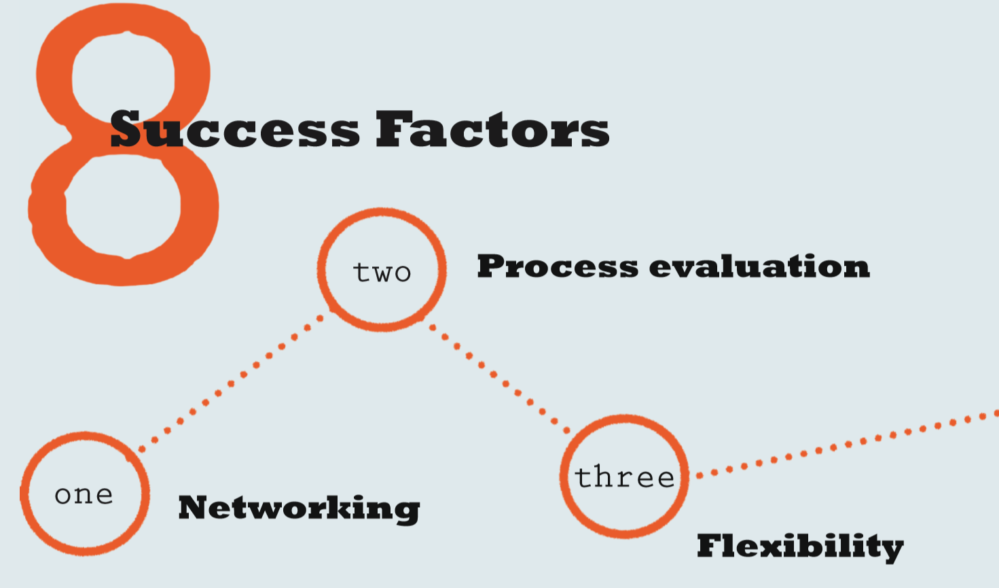 8
Success Factors
two
Process evaluation
one
Networking
three
Flexibility